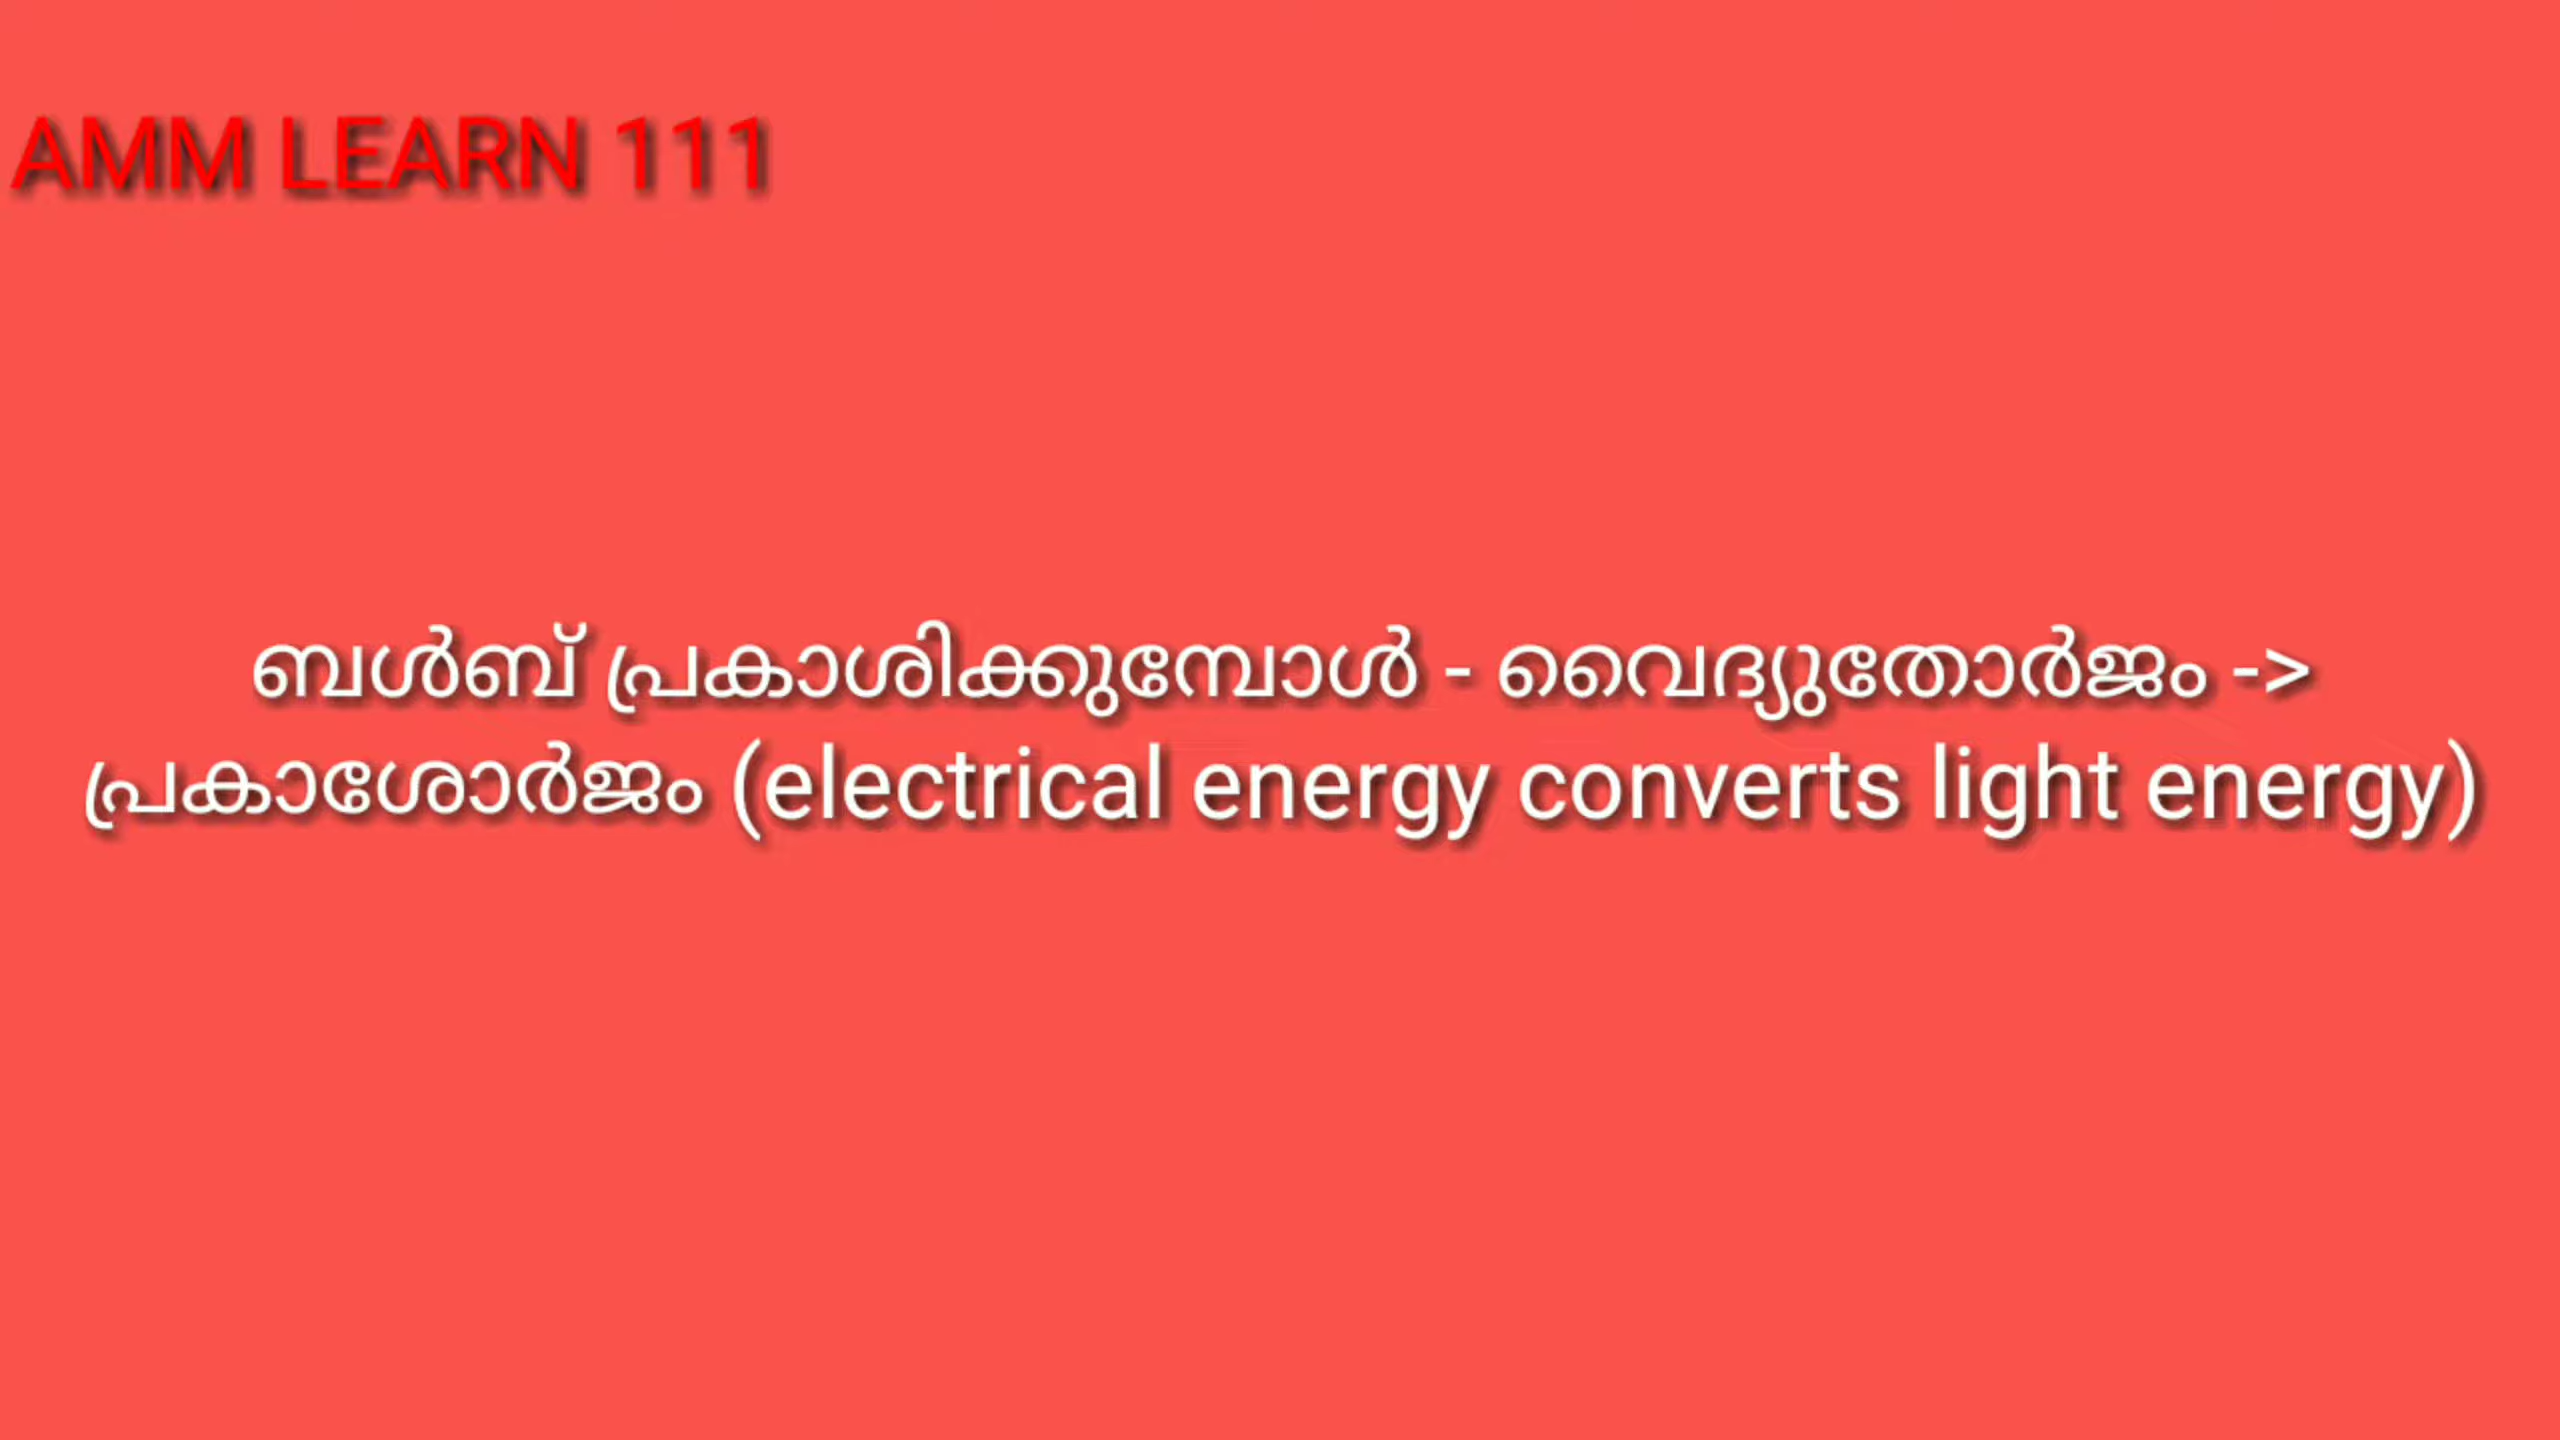 AMM LEARN 111
ബൾബ് പ്രകാശിക്കുമ്പോൾ - വൈദ്യുതോർജം ->
പ്രകാശോർജം (electrical energy converts light energy)